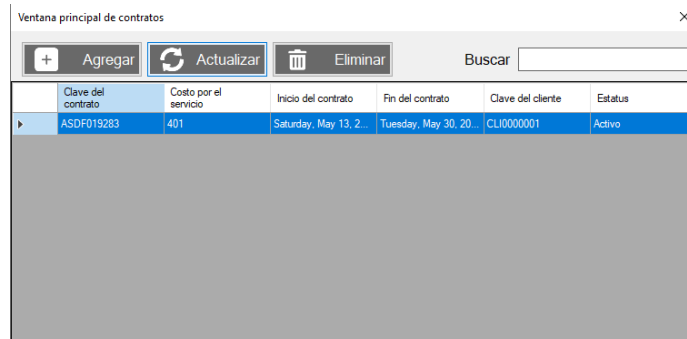 Ventana principal de contratos
Agregar Actualizar Eliminar Buscar
Clave del contrato Costo por el servicio Inicio del contrato Fin del contrato Clave del cliente Estatus
ASDF019283 401 Saturday, May 13, 2... Tuesday, May 30, 20... CLI0000001 Activo